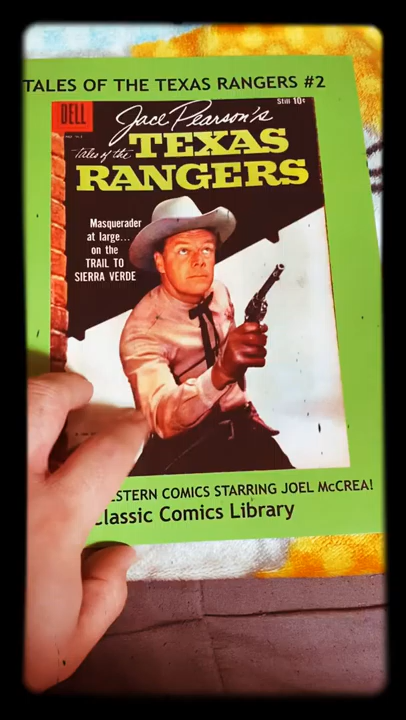 TALES OF THE TEXAS RANGERS #2
DELL
Still 10¢
Jace Pearson's
tales of the TEXAS
RANGERS
Masquerader
at large...
on the
TRAIL TO
SIERRA VERDE
ESTERN COMICS STARRING JOEL McCREA!
Classic Comics Library